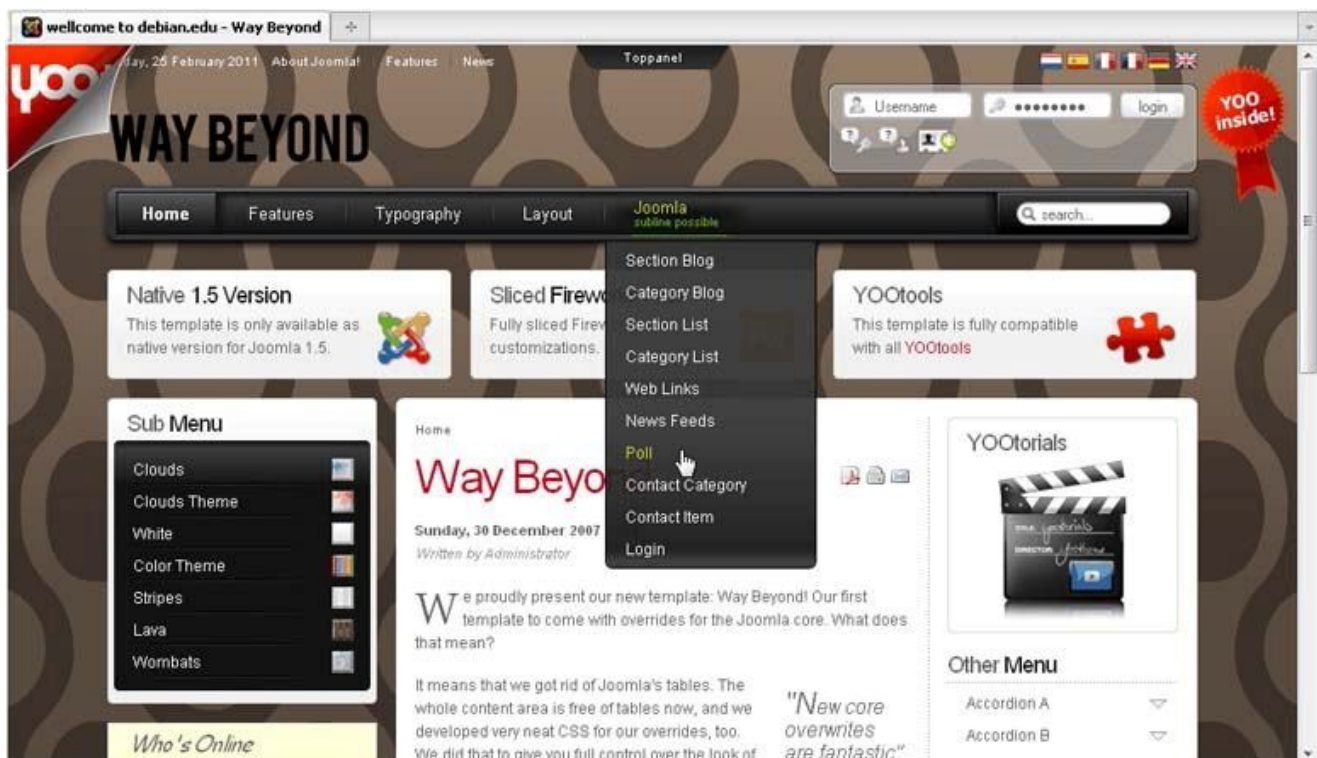 wellcome to debian.edu - Way Beyond
yoo
day, 25 February 2011 About Joomla! Features News
Toppanel
Username
login
YOO
inside!
WAY BEYOND
Home Features Typography Layout Joomla
subline possible
search...
Section Blog
Category Blog
Section List
Category List
Web Links
News Feeds
Poll
Contact Category
Contact Item
Login
Native 1.5 Version
This template is only available as
native version for Joomla 1.5.
Sliced Firewo
Fully sliced Firew
customizations.
YOOtools
This template is fully compatible
with all YOOtools
Sub Menu
Clouds
Clouds Theme
White
Color Theme
Stripes
Lava
Wombats
Who's Online
Home
Way Beyo
Sunday, 30 December 2007
Written by Administrator
We proudly present our new template: Way Beyond! Our first
template to come with overrides for the Joomla core. What does
that mean?
It means that we got rid of Joomla's tables. The
whole content area is free of tables now, and we
developed very neat CSS for our overrides, too.
We did that to give you full control over the look of
"New core
overwrites
are fantastic"
YOOtorials
TITLE yootorials
DIRECTOR yootheme
Other Menu
Accordion A
Accordion B